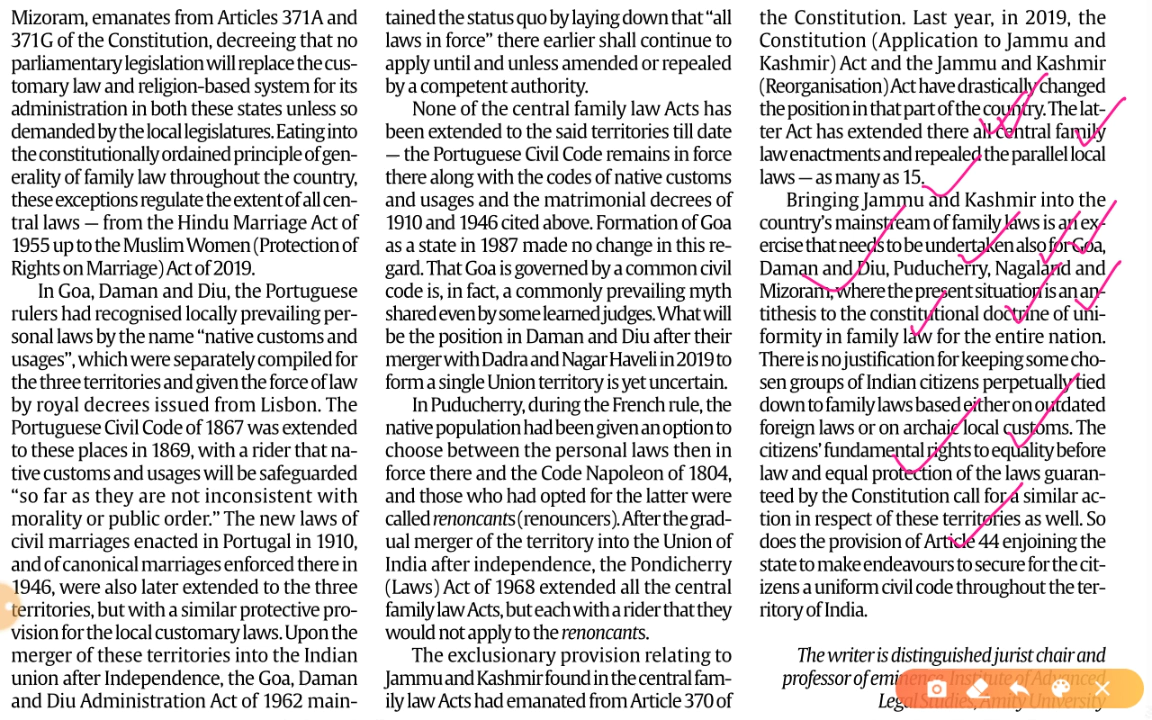 Mizoram, emanates from Articles 371A and
371G of the Constitution, decreeing that no
parliamentary legislation will replace the cus-
tomary law and religion-based system for its
administration in both these states unless so
demanded by the local legislatures. Eating into
the constitutionally ordained principle of gen-
erality of family law throughout the country,
these exceptions regulate the extent of all cen-
tral laws — from the Hindu Marriage Act of
1955 up to the Muslim Women (Protection of
Rights on Marriage) Act of 2019.
In Goa, Daman and Diu, the Portuguese
rulers had recognised locally prevailing per-
sonal laws by the name “native customs and
usages”, which were separately compiled for
the three territories and given the force of law
by royal decrees issued from Lisbon. The
Portuguese Civil Code of 1867 was extended
to these places in 1869, with a rider that na-
tive customs and usages will be safeguarded
“so far as they are not inconsistent with
morality or public order.” The new laws of
civil marriages enacted in Portugal in 1910,
and of canonical marriages enforced there in
1946, were also later extended to the three
territories, but with a similar protective pro-
vision for the local customary laws. Upon the
merger of these territories into the Indian
union after Independence, the Goa, Daman
and Diu Administration Act of 1962 main-
tained the status quo by laying down that “all
laws in force” there earlier shall continue to
apply until and unless amended or repealed
by a competent authority.
None of the central family law Acts has
been extended to the said territories till date
— the Portuguese Civil Code remains in force
there along with the codes of native customs
and usages and the matrimonial decrees of
1910 and 1946 cited above. Formation of Goa
as a state in 1987 made no change in this re-
gard. That Goa is governed by a common civil
code is, in fact, a commonly prevailing myth
shared even by some learned judges. What will
be the position in Daman and Diu after their
merger with Dadra and Nagar Haveli in 2019 to
form a single Union territory is yet uncertain.
In Puducherry, during the French rule, the
native population had been given an option to
choose between the personal laws then in
force there and the Code Napoleon of 1804,
and those who had opted for the latter were
called renoncants (renouncers). After the grad-
ual merger of the territory into the Union of
India after independence, the Pondicherry
(Laws) Act of 1968 extended all the central
family law Acts, but each with a rider that they
would not apply to the renoncants.
The exclusionary provision relating to
Jammu and Kashmir found in the central fam-
ily law Acts had emanated from Article 370 of
the Constitution. Last year, in 2019, the
Constitution (Application to Jammu and
Kashmir) Act and the Jammu and Kashmir
(Reorganisation) Act have drastically changed
the position in that part of the country. The lat-
ter Act has extended there all central family
law enactments and repealed the parallel local
laws — as many as 15.
Bringing Jammu and Kashmir into the
country’s mainstream of family laws is an ex-
ercise that needs to be undertaken also for Goa,
Daman and Diu, Puducherry, Nagaland and
Mizoram, where the present situation is an an-
tithesis to the constitutional doctrine of uni-
formity in family law for the entire nation.
There is no justification for keeping some cho-
sen groups of Indian citizens perpetually tied
down to family laws based either on outdated
foreign laws or on archaic local customs. The
citizens’ fundamental rights to equality before
law and equal protection of the laws guaran-
teed by the Constitution call for a similar ac-
tion in respect of these territories as well. So
does the provision of Article 44 enjoining the
state to make endeavours to secure for the cit-
izens a uniform civil code throughout the ter-
ritory of India.
The writer is distinguished jurist chair and
professor of eminence, Institute of Advanced
Legal Studies, Amity University